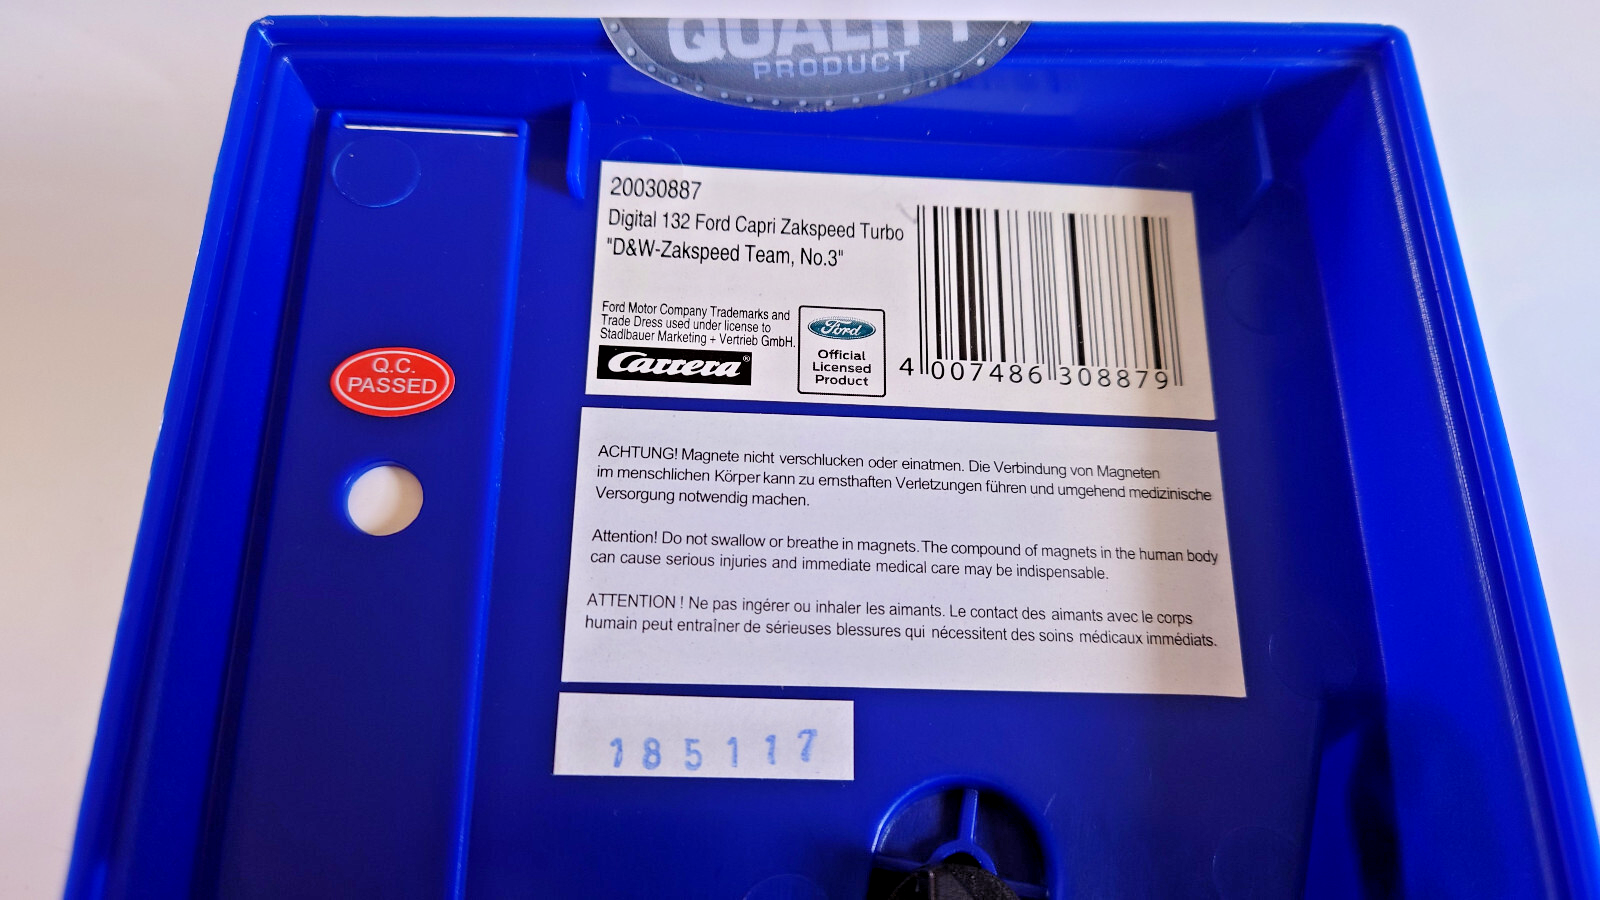 QUALITY
PRODUCT
20030887
Digital 132 Ford Capri Zakspeed Turbo
"D&W-Zakspeed Team, No.3"
Ford Motor Company Trademarks and
Trade Dress used under license to
Stadlbauer Marketing + Vertrieb GmbH.
Carrera®
Ford
Official
Licensed
Product
4 007486 308879
Q.C.
PASSED
ACHTUNG! Magnete nicht verschlucken oder einatmen. Die Verbindung von Magneten
im menschlichen Körper kann zu ernsthaften Verletzungen führen und umgehend medizinische
Versorgung notwendig machen.
Attention! Do not swallow or breathe in magnets. The compound of magnets in the human body
can cause serious injuries and immediate medical care may be indispensable.
ATTENTION ! Ne pas ingérer ou inhaler les aimants. Le contact des aimants avec le corps
humain peut entraîner de sérieuses blessures qui nécessitent des soins médicaux immédiats.
185117